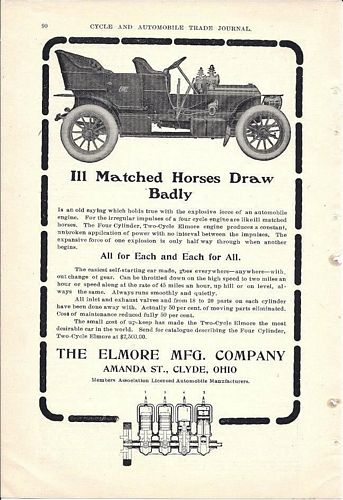 90
CYCLE AND AUTOMOBILE TRADE JOURNAL.
Ill Matched Horses Draw
Badly
Is an old saying which holds true with the explosive force of an automobile
engine. For the irregular impulses of a four cycle engine are like ill matched
horses. The Four Cylinder, Two-Cycle Elmore engine produces a constant,
unbroken application of power with no interval between the impulses. The
expansive force of one explosion is only half way through when another
begins.
All for Each and Each for All.
The easiest self-starting car made, goes everywhere—anywhere—with-
out change of gear. Can be throttled down on the high speed to two miles an
hour or speed along at the rate of 45 miles an hour, up hill or on level, al-
ways the same. Always runs smoothly and quietly.
All inlet and exhaust valves and from 18 to 20 parts on each cylinder
have been done away with. Actually 50 per cent. of moving parts eliminated.
Cost of maintenance reduced fully 50 per cent.
The small cost of up-keep has made the Two-Cycle Elmore the most
desirable car in the world. Send for catalogue describing the Four Cylinder,
Two-Cycle Elmore at $2,500.00.
THE ELMORE MFG. COMPANY
AMANDA ST., CLYDE, OHIO
Members Association Licensed Automobile Manufacturers.